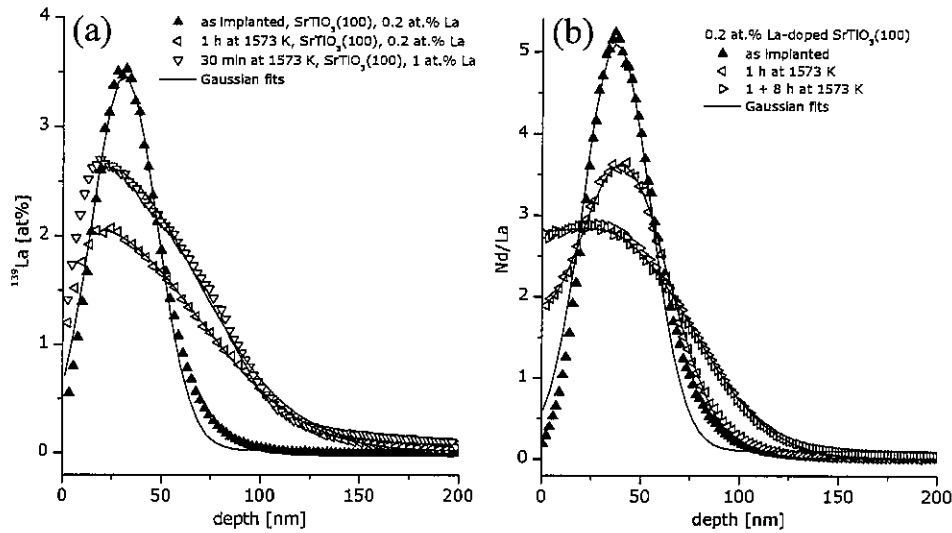 (a)
as implanted, SrTiO₃(100), 0.2 at.% La
1 h at 1573 K, SrTiO₃(100), 0.2 at.% La
30 min at 1573 K, SrTiO₃(100), 1 at.% La
Gaussian fits
¹³⁹La [at%]
4
3
2
1
0
0
50
100
150
200
depth [nm]
(b)
0.2 at.% La-doped SrTiO₃(100)
as implanted
1 h at 1573 K
1 + 8 h at 1573 K
Gaussian fits
Nd/La
5
4
3
2
1
0
0
50
100
150
200
depth [nm]